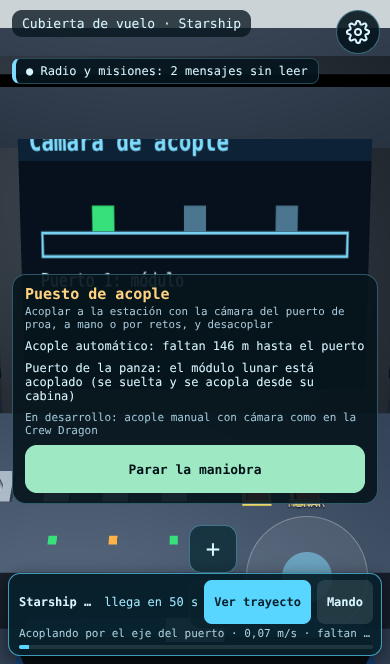 Cubierta de vuelo · Starship
● Radio y misiones: 2 mensajes sin leer
Cámara de acople
Puerto 1: módulo
Puesto de acople
Acoplar a la estación con la cámara del puerto de
proa, a mano o por retos, y desacoplar
Acople automático: faltan 146 m hasta el puerto
Puerto de la panza: el módulo lunar está
acoplado (se suelta y se acopla desde su
cabina)
En desarrollo: acople manual con cámara como en la
Crew Dragon
Parar la maniobra
+
Starship … llega en 50 s
Ver trayecto
Mando
Acoplando por el eje del puerto · 0,07 m/s · faltan …